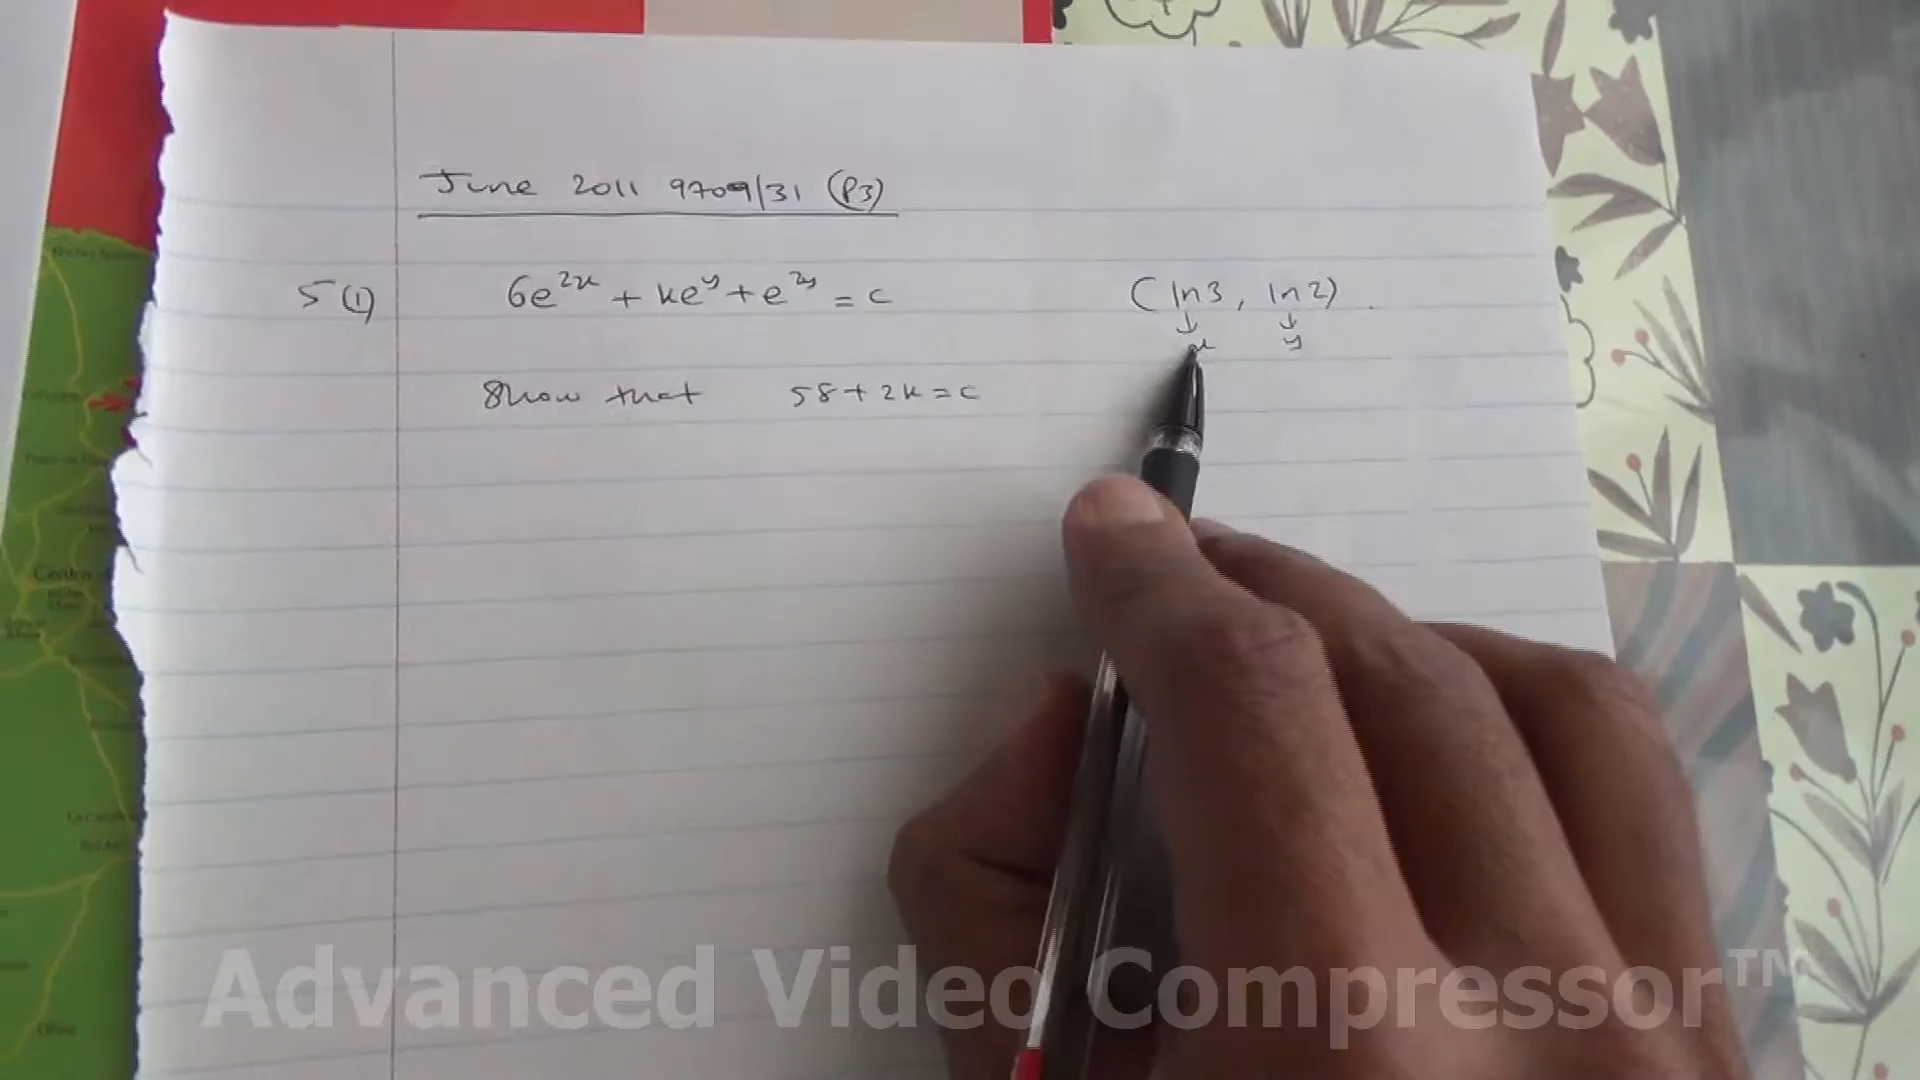 June 2011 9709/31 (P3)
5 (1) 6e^{2x} + ke^{y} + e^{2y} = c (ln3, ln2).
↓ ↓
x y
Show that 58 + 2k = c
Advanced Video Compressor™